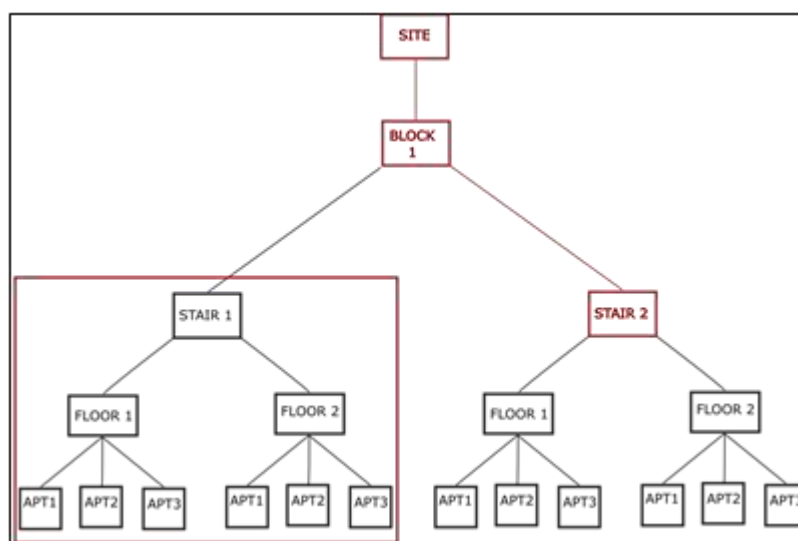 SITE
BLOCK
1
STAIR 1
STAIR 2
FLOOR 1
FLOOR 2
FLOOR 1
FLOOR 2
APT1
APT2
APT3
APT1
APT2
APT3
APT1
APT2
APT3
APT1
APT2